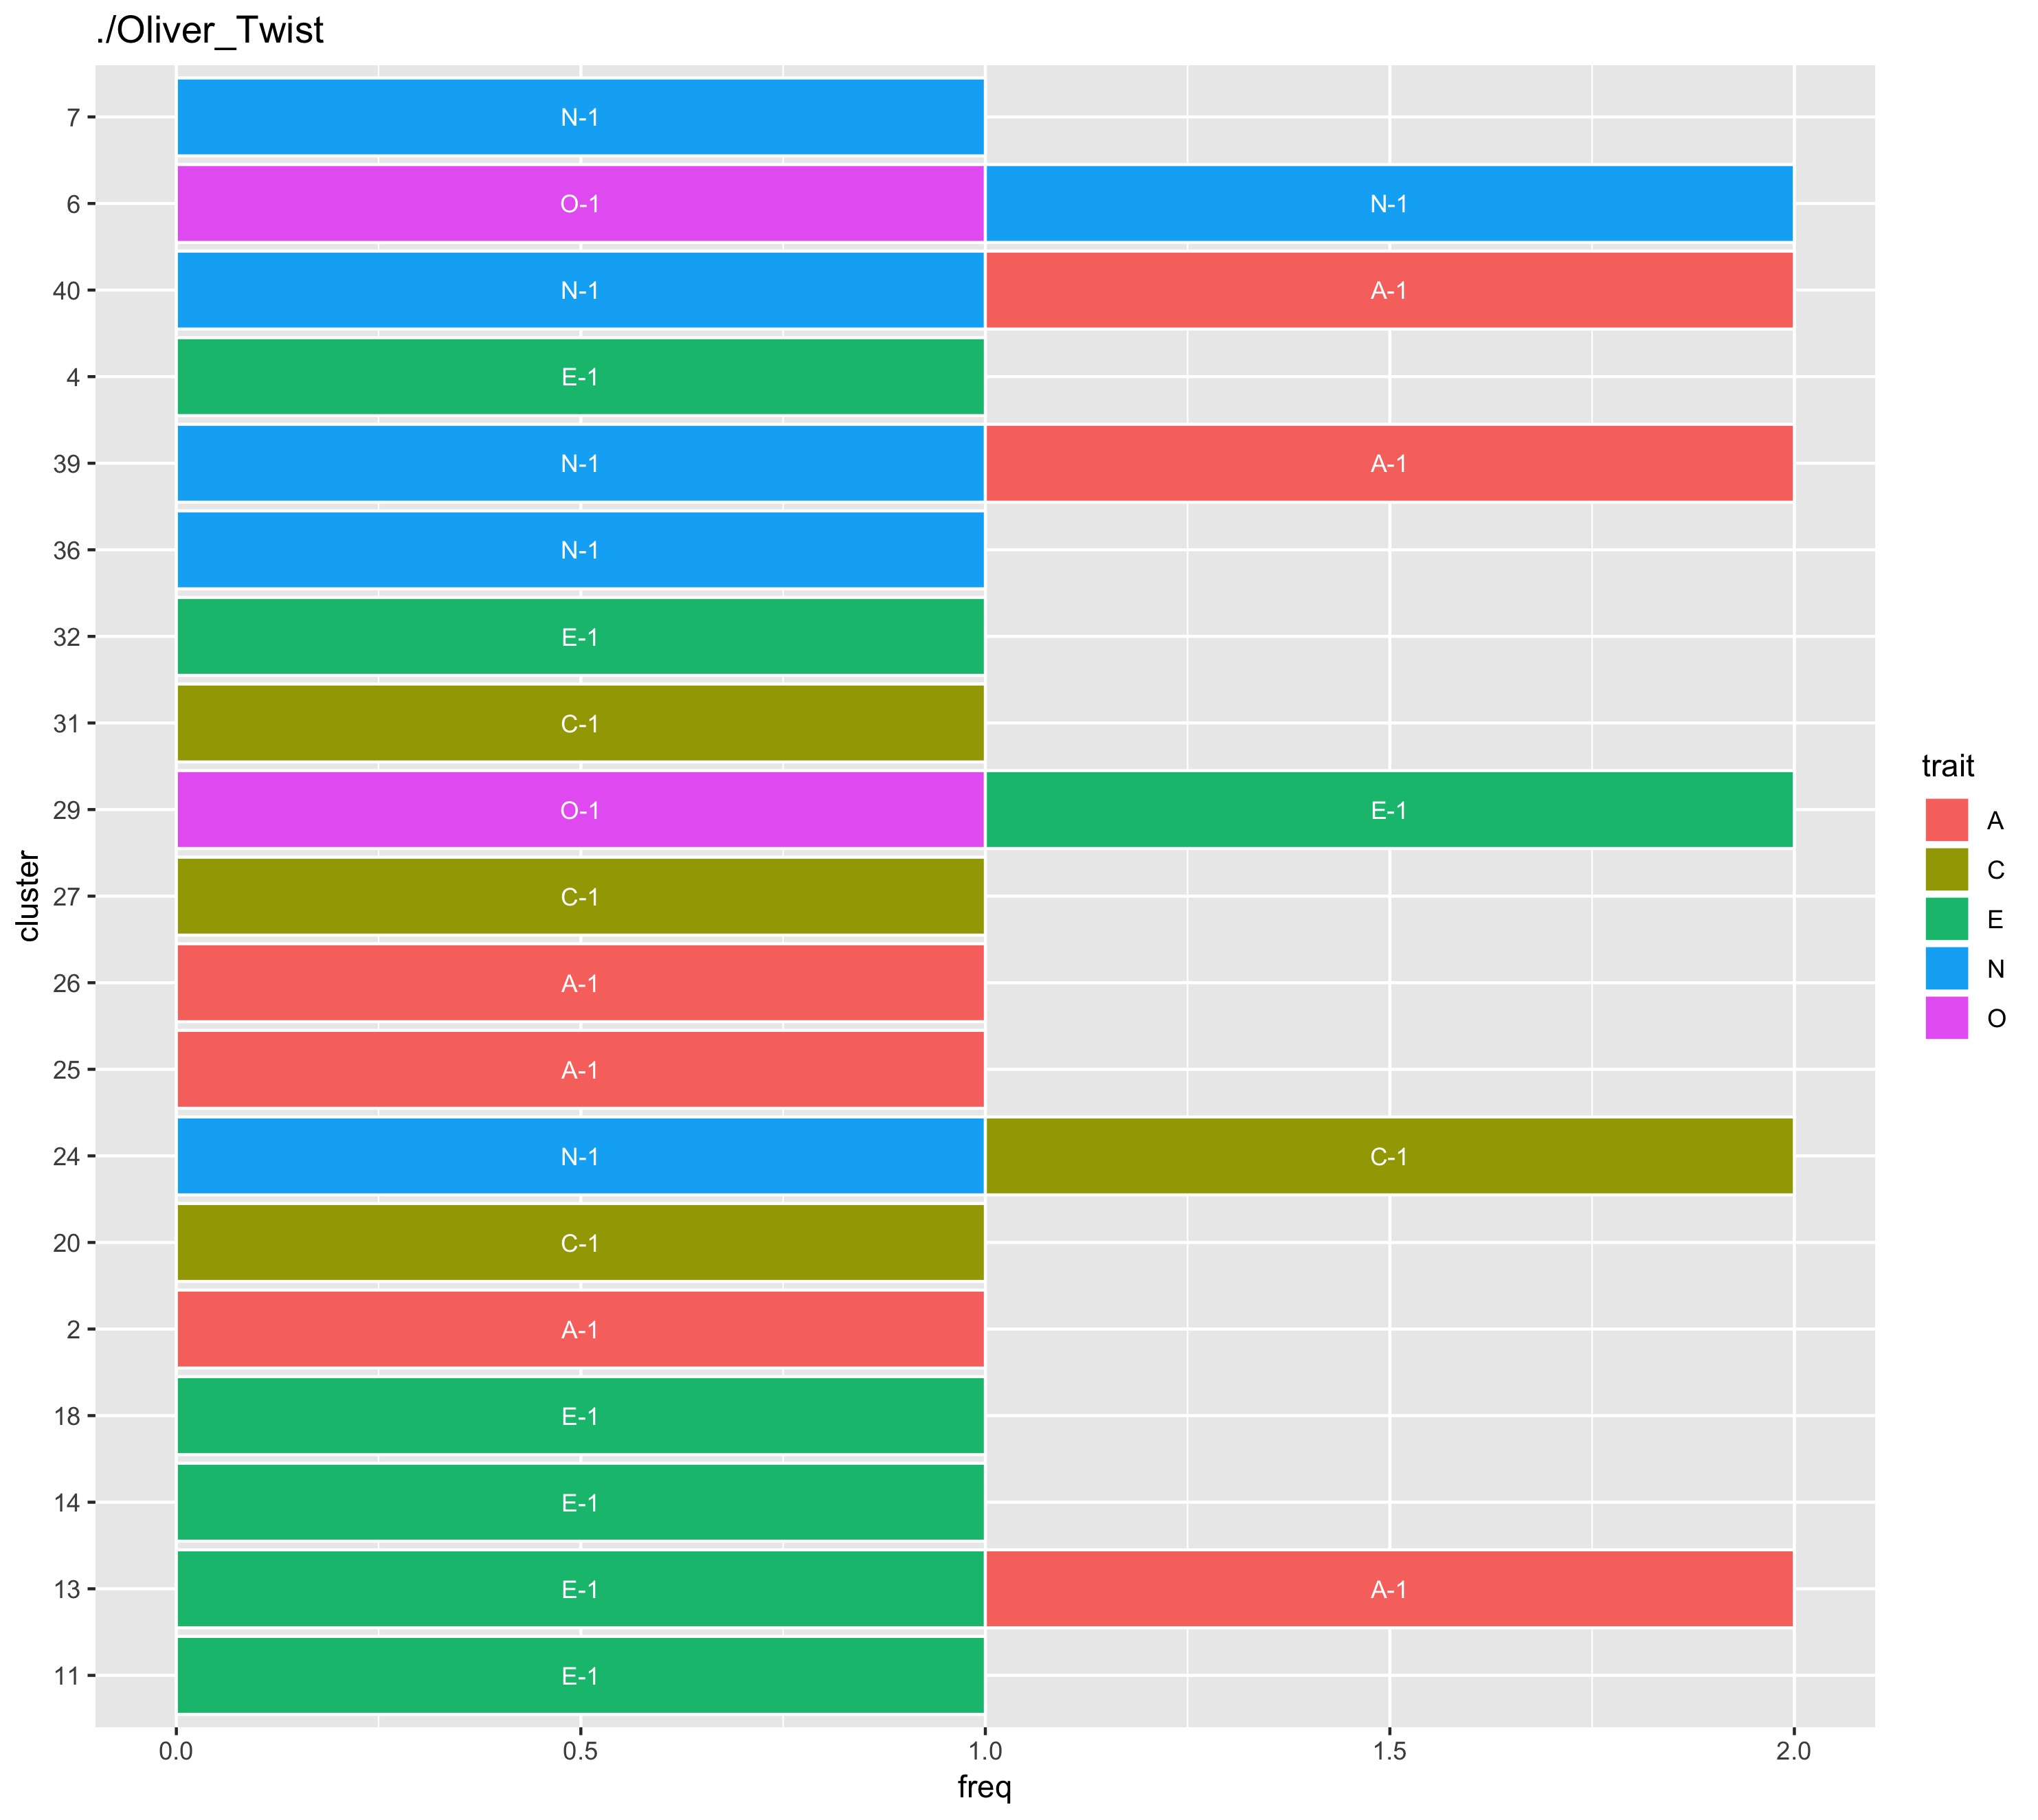 ./Oliver_Twist
7 N-1
6 O-1 N-1
40 N-1 A-1
4 E-1
39 N-1 A-1
36 N-1
32 E-1
31 C-1
29 O-1 E-1
27 C-1
26 A-1
25 A-1
24 N-1 C-1
20 C-1
2 A-1
18 E-1
14 E-1
13 E-1 A-1
11 E-1
0.0 0.5 1.0 1.5 2.0
freq
cluster
trait
A
C
E
N
O